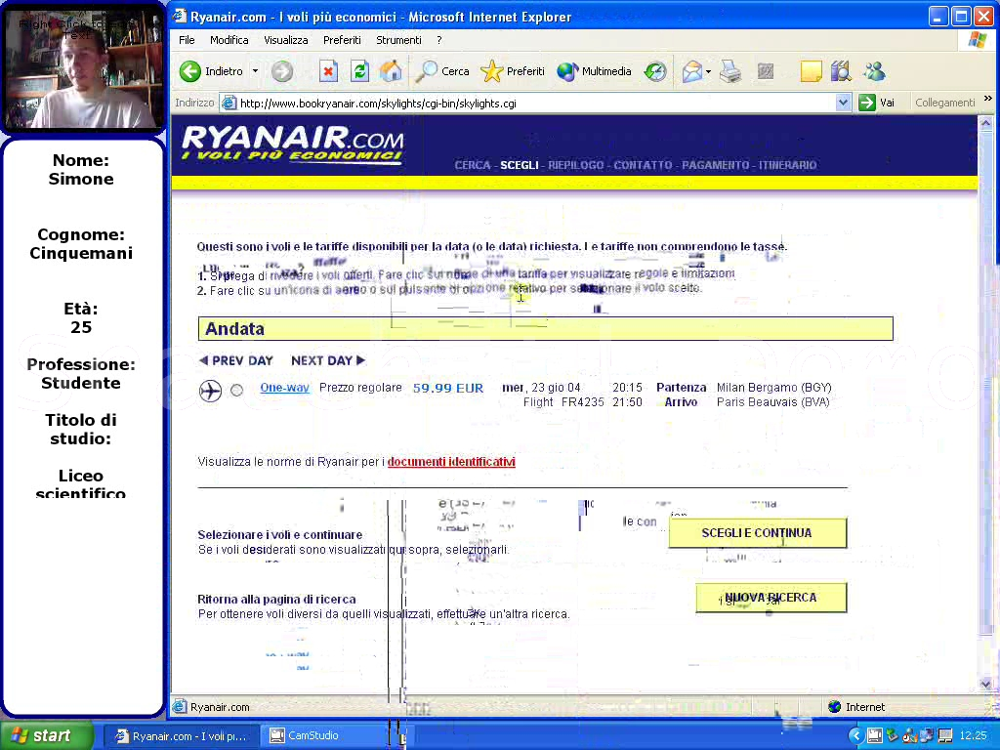 Right Click to
Text
Nome:
Simone
Cognome:
Cinquemani
Età:
25
Professione:
Studente
Titolo di
studio:
Liceo
scientifico
Ryanair.com - I voli più economici - Microsoft Internet Explorer
File Modifica Visualizza Preferiti Strumenti ?
Indietro Cerca Preferiti Multimedia
Indirizzo http://www.bookryanair.com/skylights/cgi-bin/skylights.cgi Vai Collegamenti »
RYANAIR.COM
I VOLI PIÙ ECONOMICI
CERCA - SCEGLI - RIEPILOGO - CONTATTO - PAGAMENTO - ITINERARIO
Questi sono i voli e le tariffe disponibili per la data (o le data) richiesta. Le tariffe non comprendono le tasse.
1. Si prega di rivedere i voli offerti. Fare clic sul nome di una tariffa per visualizzare regole e limitazioni
2. Fare clic su un'icona di aereo o sul pulsante di opzione relativo per selezionare il volo scelto.
Andata
PREV DAY NEXT DAY
One-way Prezzo regolare 59.99 EUR mer, 23 gio 04 20:15 Partenza Milan Bergamo (BGY)
Flight FR4235 21:50 Arrivo Paris Beauvais (BVA)
Visualizza le norme di Ryanair per i documenti identificativi
le con
SCEGLI E CONTINUA
Selezionare i voli e continuare
Se i voli desiderati sono visualizzati qui sopra, selezionarli.
NUOVA RICERCA
Ritorna alla pagina di ricerca
Per ottenere voli diversi da quelli visualizzati, effettuare un'altra ricerca.
Ryanair.com Internet
start Ryanair.com - I voli pi... CamStudio 12.25